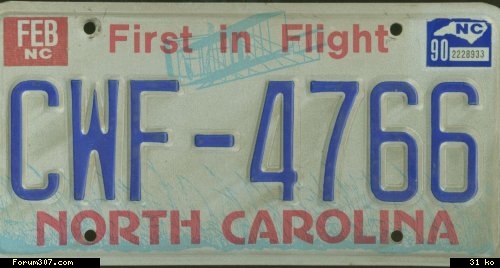 FEB
NC
First in Flight
NC
90 2228933
CWF-4766
NORTH CAROLINA
Forum307.com
31 ko